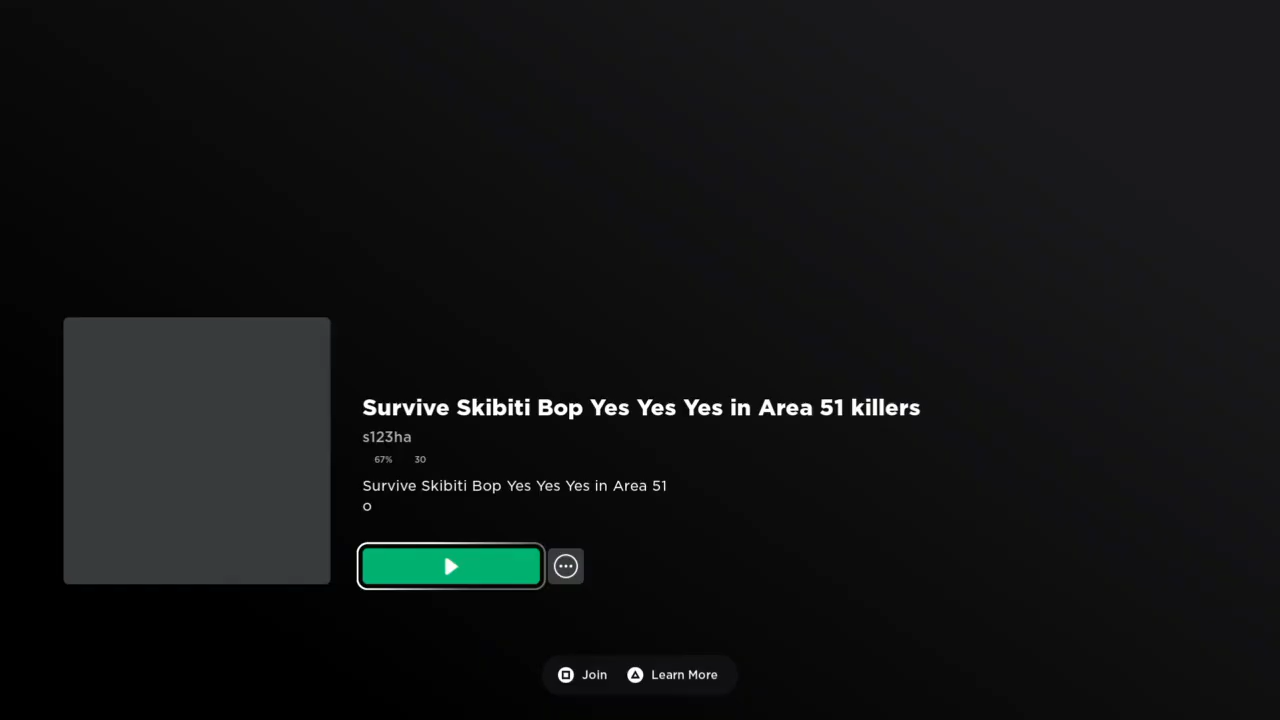 Survive Skibiti Bop Yes Yes Yes in Area 51 killers
s123ha
67% 30
Survive Skibiti Bop Yes Yes Yes in Area 51
o
Join Learn More